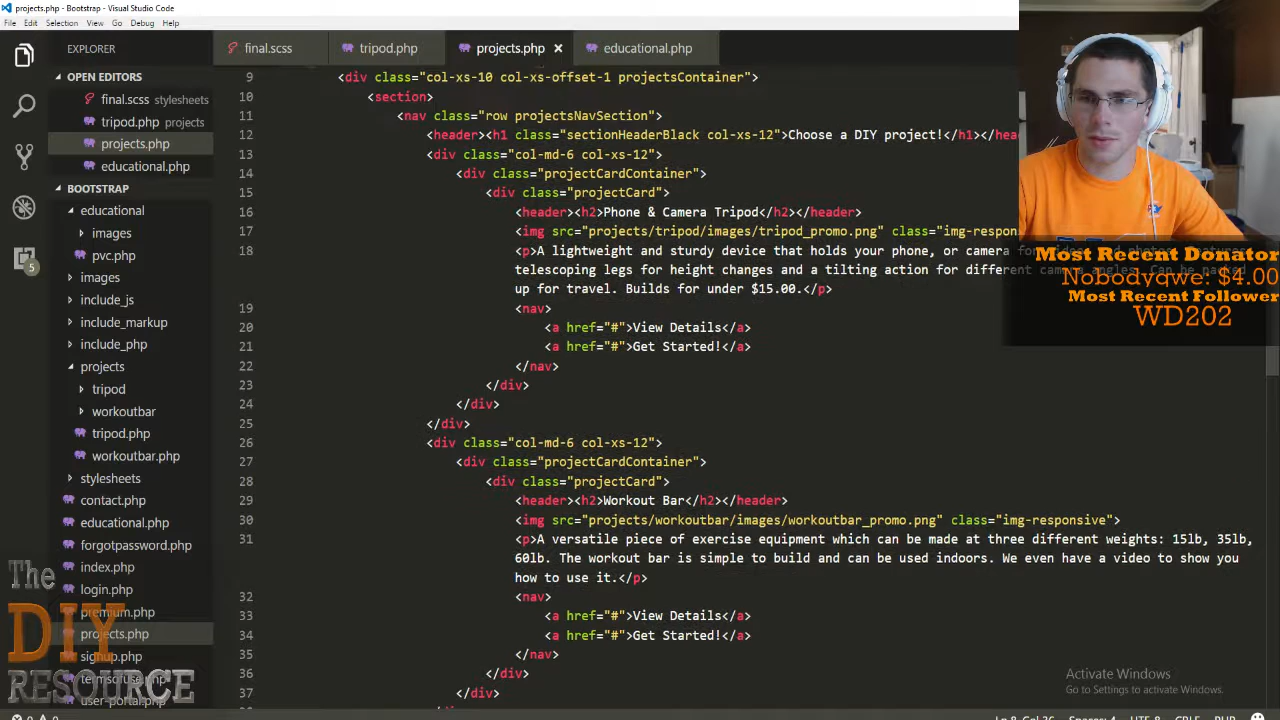 projects.php - Bootstrap - Visual Studio Code
File Edit Selection View Go Debug Help
EXPLORER
OPEN EDITORS
final.scss stylesheets
tripod.php projects
projects.php
educational.php
BOOTSTRAP
educational
images
pvc.php
images
include_js
include_markup
include_php
projects
tripod
workoutbar
tripod.php
workoutbar.php
stylesheets
contact.php
educational.php
forgotpassword.php
index.php
login.php
premium.php
projects.php
signup.php
termsofuse.php
user-portal.php
5
The
DIY
RESOURCE
final.scss tripod.php projects.php educational.php
9 <div class="col-xs-10 col-xs-offset-1 projectsContainer">
10 <section>
11 <nav class="row projectsNavSection">
12 <header><h1 class="sectionHeaderBlack col-xs-12">Choose a DIY project!</h1></hea
13 <div class="col-md-6 col-xs-12">
14 <div class="projectCardContainer">
15 <div class="projectCard">
16 <header><h2>Phone & Camera Tripod</h2></header>
17 <img src="projects/tripod/images/tripod_promo.png" class="img-respon
18 <p>A lightweight and sturdy device that holds your phone, or camera for
telescoping legs for height changes and a tilting action for different camera angles. Can be
up for travel. Builds for under $15.00.</p>
19 <nav>
20 <a href="#">View Details</a>
21 <a href="#">Get Started!</a>
22 </nav>
23 </div>
24 </div>
25 </div>
26 <div class="col-md-6 col-xs-12">
27 <div class="projectCardContainer">
28 <div class="projectCard">
29 <header><h2>Workout Bar</h2></header>
30 <img src="projects/workoutbar/images/workoutbar_promo.png" class="img-responsive">
31 <p>A versatile piece of exercise equipment which can be made at three different weights: 15lb, 35lb,
60lb. The workout bar is simple to build and can be used indoors. We even have a video to show you
how to use it.</p>
32 <nav>
33 <a href="#">View Details</a>
34 <a href="#">Get Started!</a>
35 </nav>
36 </div>
37 </div>
Most Recent Donator
Nobodyqwe: $4.00
Most Recent Follower
WD202
Activate Windows
Go to Settings to activate Windows.